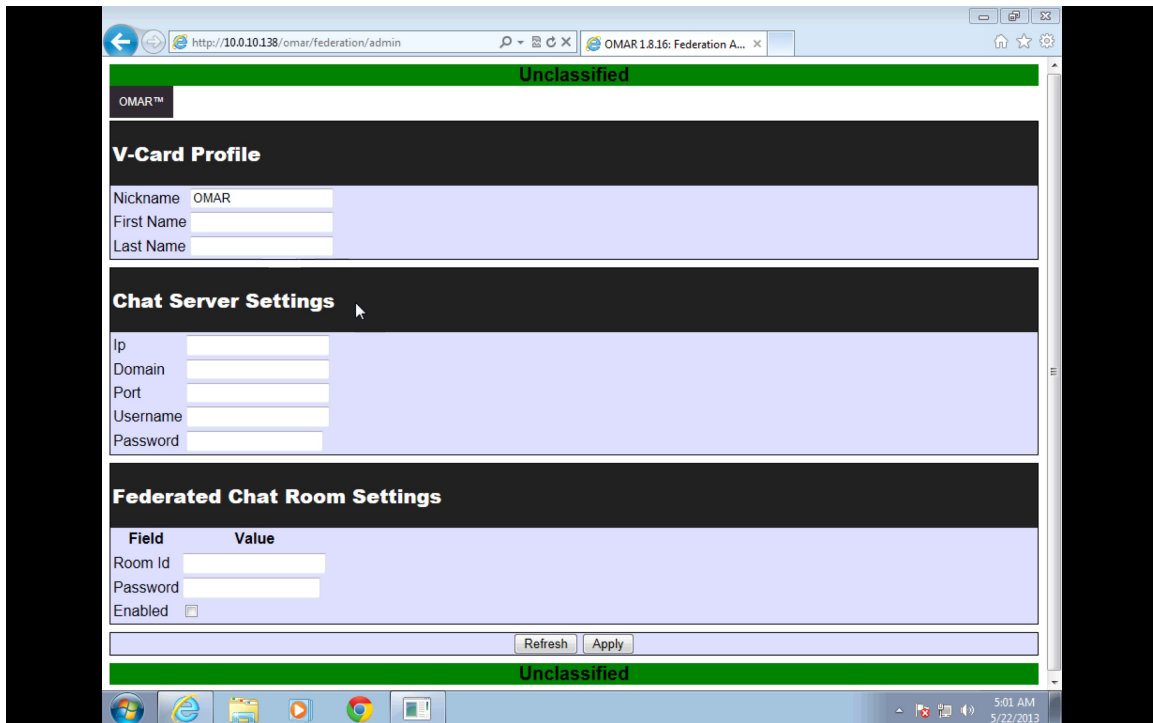 http://10.0.10.138/omar/federation/admin
OMAR 1.8.16: Federation A...
Unclassified
OMAR™
V-Card Profile
Nickname OMAR
First Name
Last Name
Chat Server Settings
Ip
Domain
Port
Username
Password
Federated Chat Room Settings
Field Value
Room Id
Password
Enabled
Refresh Apply
Unclassified
5:01 AM
5/22/2013